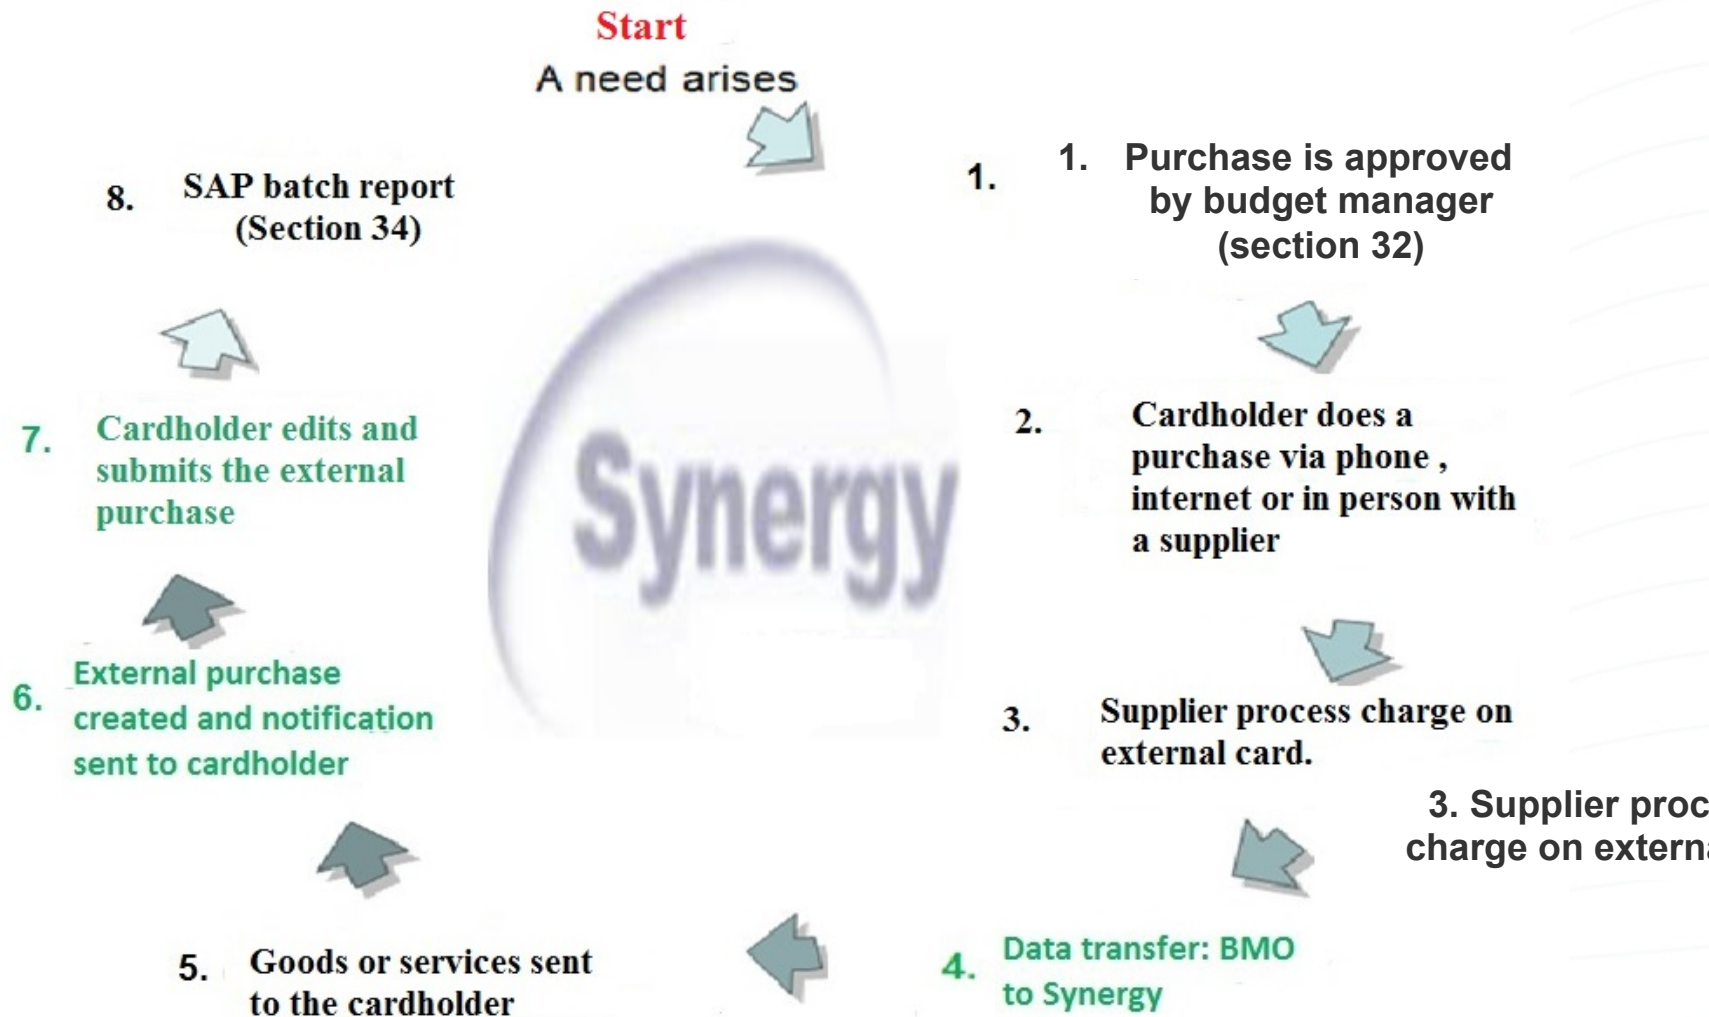 Start
A need arises
1.
1. Purchase is approved
by budget manager
(section 32)
2.
Cardholder does a
purchase via phone ,
internet or in person with
a supplier
3.
Supplier process charge on
external card.
3. Supplier proc
charge on externa
4.
Data transfer: BMO
to Synergy
5.
Goods or services sent
to the cardholder
6.
External purchase
created and notification
sent to cardholder
7.
Cardholder edits and
submits the external
purchase
8.
SAP batch report
(Section 34)
Synergy